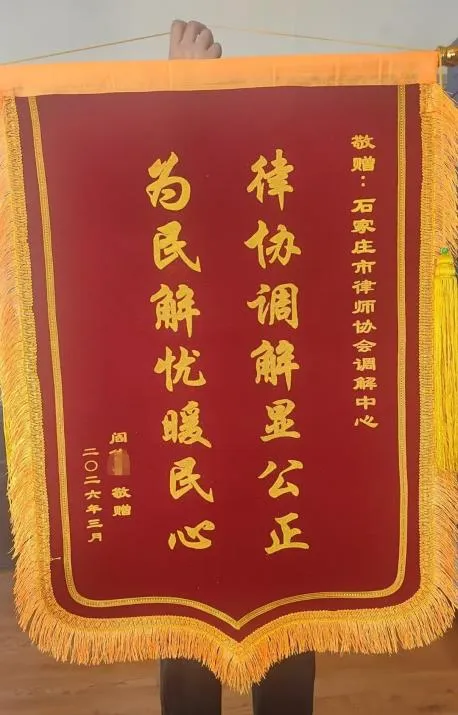 敬赠：石家庄市律师协会调解中心
律协调解显公正
为民解忧暖民心
阎 敬赠
二〇二六年三月